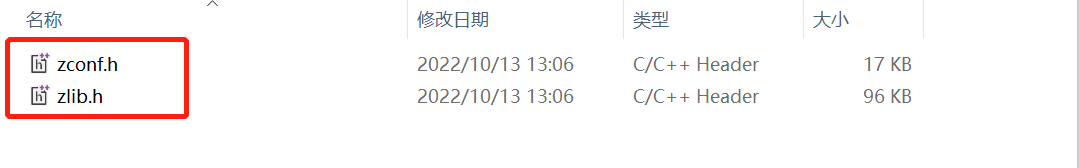 名称 修改日期 类型 大小
zconf.h 2022/10/13 13:06 C/C++ Header 17 KB
zlib.h 2022/10/13 13:06 C/C++ Header 96 KB